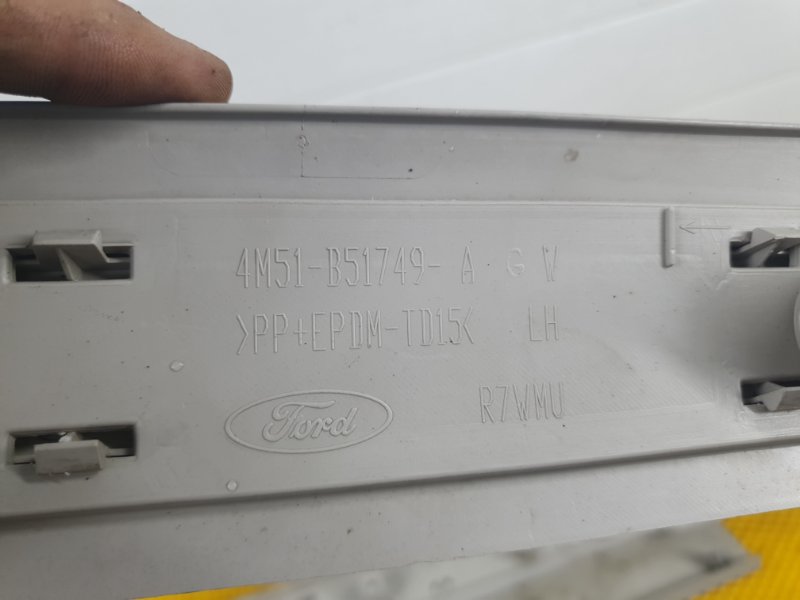 4M51-B51749- A G W
>PP+EPDM-TD15< LH
Ford R7WMU